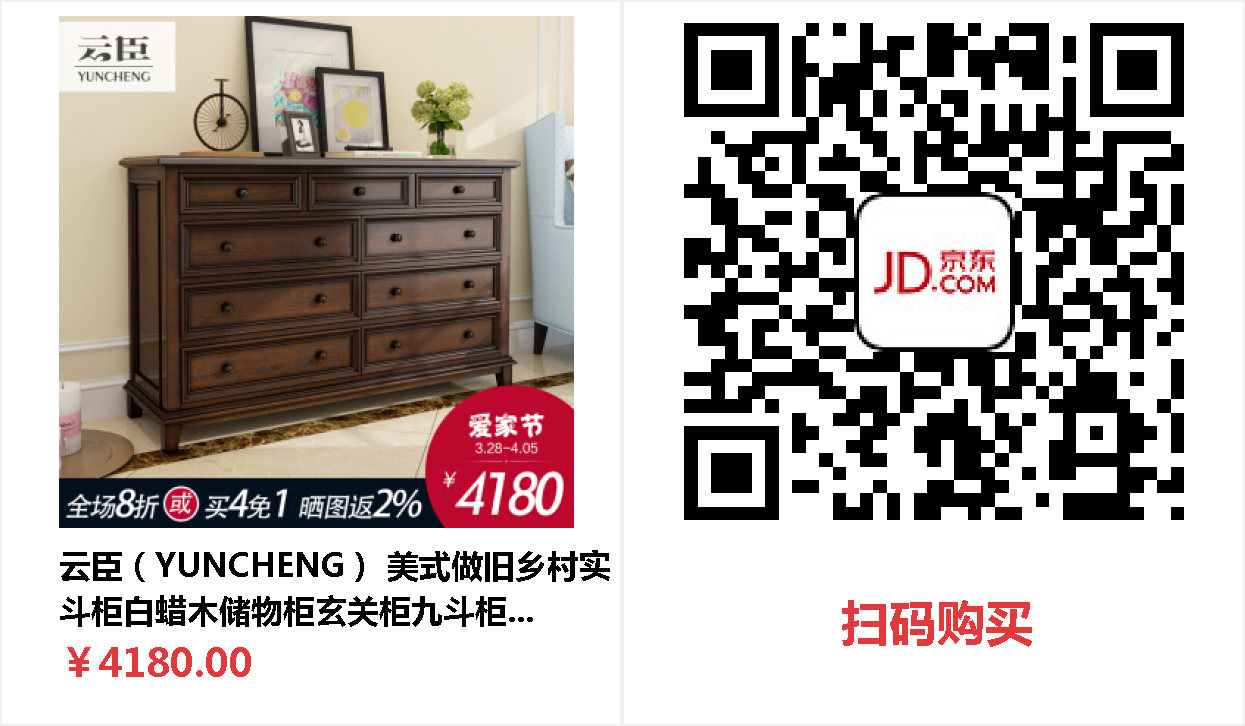 云臣
YUNCHENG
爱家节
3.28-4.05
¥4180
全场8折 或 买4免1 晒图返2%
云臣（YUNCHENG） 美式做旧乡村实
斗柜白蜡木储物柜玄关柜九斗柜...
￥4180.00
JD.京东
.COM
扫码购买